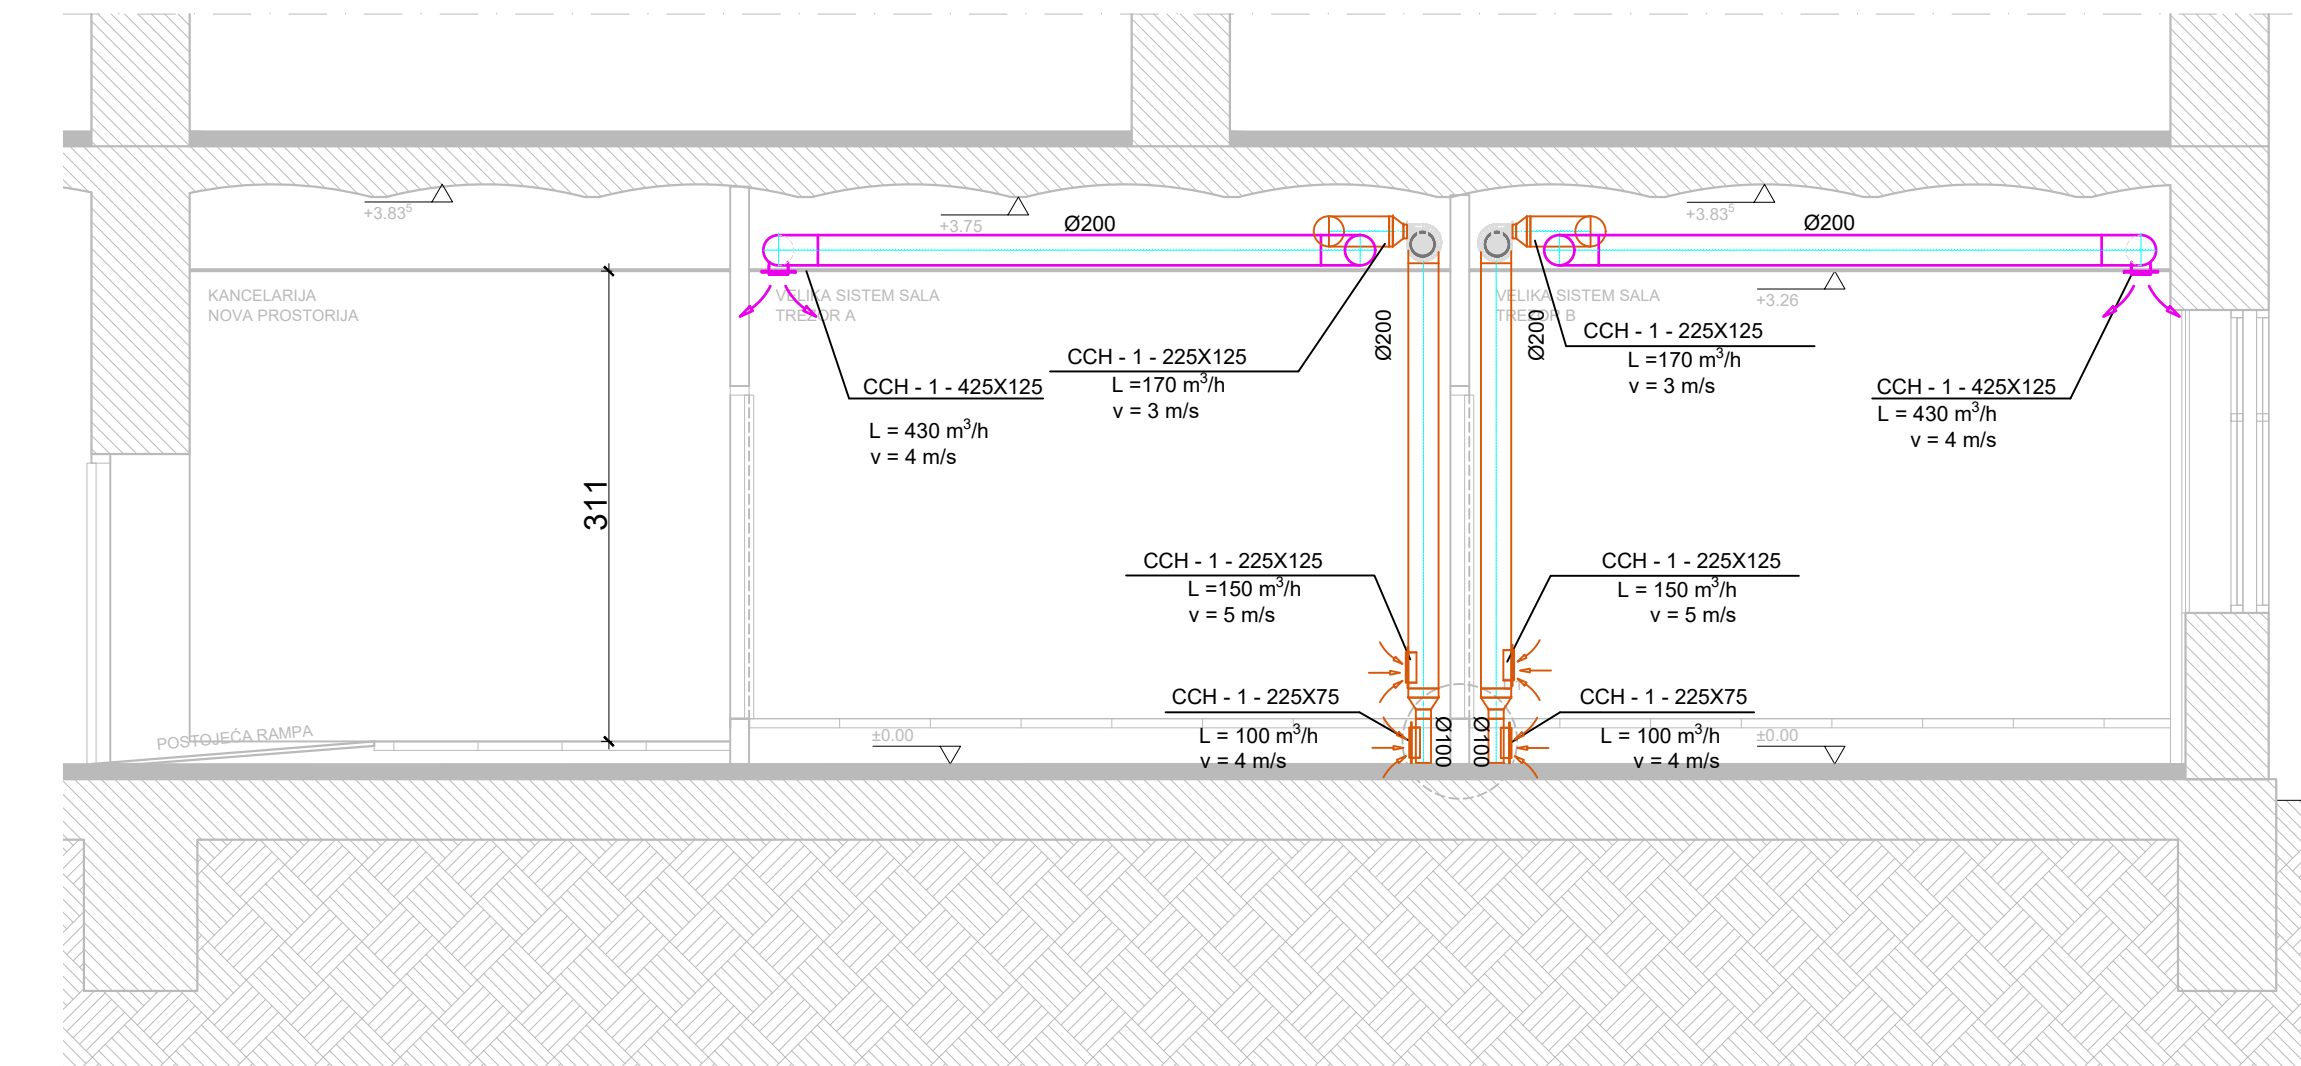 +3.83⁵
+3.75
Ø200
+3.83⁵
Ø200
KANCELARIJA
NOVA PROSTORIJA
VELIKA SISTEM SALA
TREZOR A
VELIKA SISTEM SALA
TREZOR B
+3.26
Ø200
Ø200
CCH - 1 - 225X125
L =170 m³/h
v = 3 m/s
CCH - 1 - 225X125
L =170 m³/h
v = 3 m/s
CCH - 1 - 425X125
L = 430 m³/h
v = 4 m/s
CCH - 1 - 425X125
L = 430 m³/h
v = 4 m/s
311
CCH - 1 - 225X125
L =150 m³/h
v = 5 m/s
CCH - 1 - 225X125
L = 150 m³/h
v = 5 m/s
CCH - 1 - 225X75
L = 100 m³/h
v = 4 m/s
CCH - 1 - 225X75
L = 100 m³/h
v = 4 m/s
Ø100
Ø100
POSTOJEĆA RAMPA
±0.00
±0.00